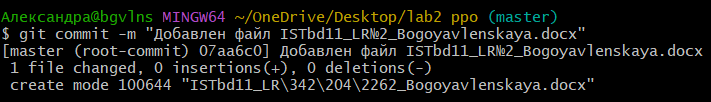 Александра@bgvlns MINGW64 ~/OneDrive/Desktop/lab2 ppo (master)
$ git commit -m "Добавлен файл ISTbd11_LR№2_Bogoyavlenskaya.docx"
[master (root-commit) 07aa6c0] Добавлен файл ISTbd11_LR№2_Bogoyavlenskaya.docx
1 file changed, 0 insertions(+), 0 deletions(-)
create mode 100644 "ISTbd11_LR\342\204\2262_Bogoyavlenskaya.docx"